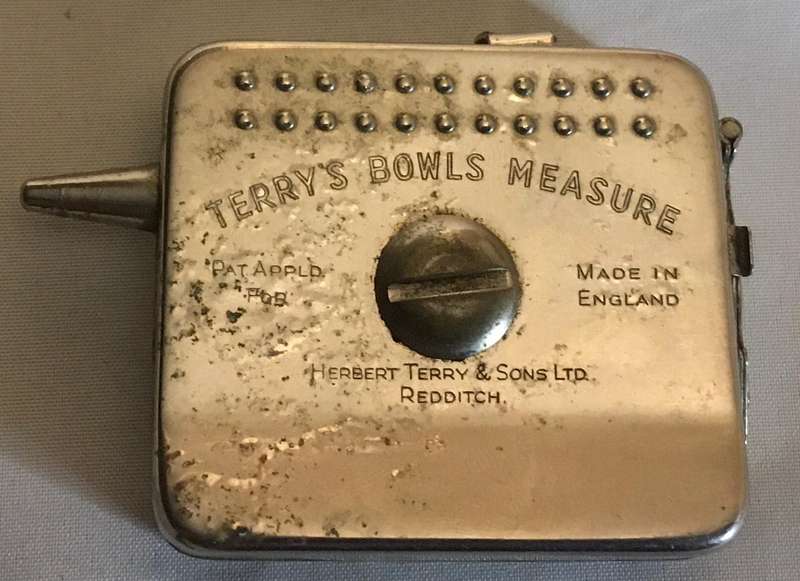 TERRY'S BOWLS MEASURE
PAT APPLD
FOR
MADE IN
ENGLAND
HERBERT TERRY & SONS LTD.
REDDITCH.